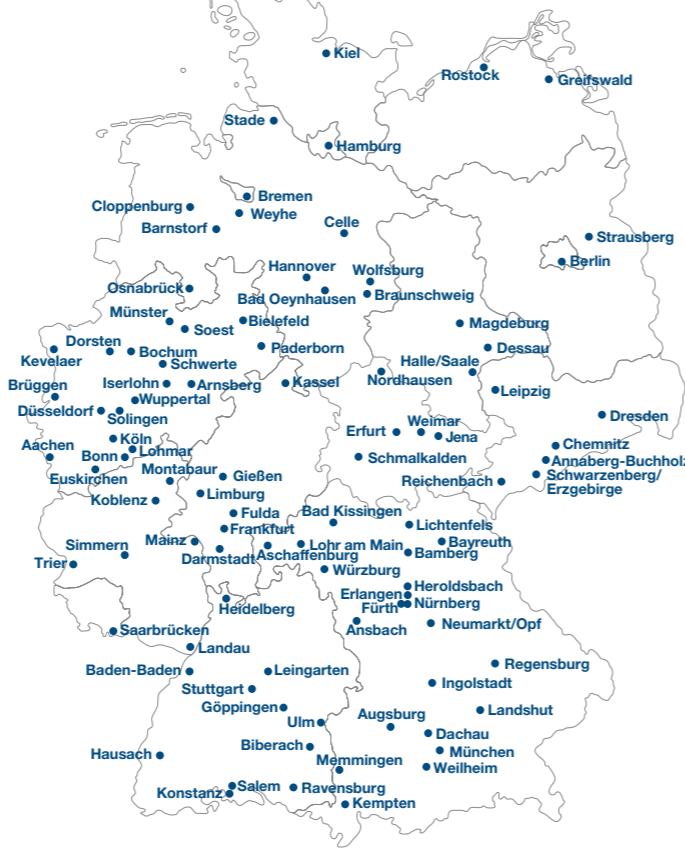 Kiel
Rostock
Greifswald
Stade
Hamburg
Bremen
Cloppenburg
Weyhe
Barnstorf
Celle
Strausberg
Berlin
Hannover
Wolfsburg
Osnabrück
Bad Oeynhausen
Braunschweig
Münster
Soest
Bielefeld
Magdeburg
Dorsten
Bochum
Paderborn
Dessau
Kevelaer
Schwerte
Halle/Saale
Brüggen
Iserlohn
Arnsberg
Kassel
Nordhausen
Leipzig
Wuppertal
Düsseldorf
Solingen
Dresden
Weimar
Erfurt
Jena
Köln
Aachen
Lohmar
Bonn
Chemnitz
Schmalkalden
Annaberg-Buchholz
Montabaur
Euskirchen
Gießen
Reichenbach
Schwarzenberg/
Erzgebirge
Koblenz
Limburg
Fulda
Bad Kissingen
Frankfurt
Lichtenfels
Mainz
Simmern
Lohr am Main
Bayreuth
Darmstadt
Aschaffenburg
Bamberg
Trier
Würzburg
Heroldsbach
Erlangen
Heidelberg
Fürth
Nürnberg
Ansbach
Neumarkt/Opf
Saarbrücken
Landau
Baden-Baden
Leingarten
Regensburg
Stuttgart
Ingolstadt
Göppingen
Landshut
Ulm
Augsburg
Dachau
Biberach
München
Hausach
Memmingen
Weilheim
Salem
Ravensburg
Konstanz
Kempten